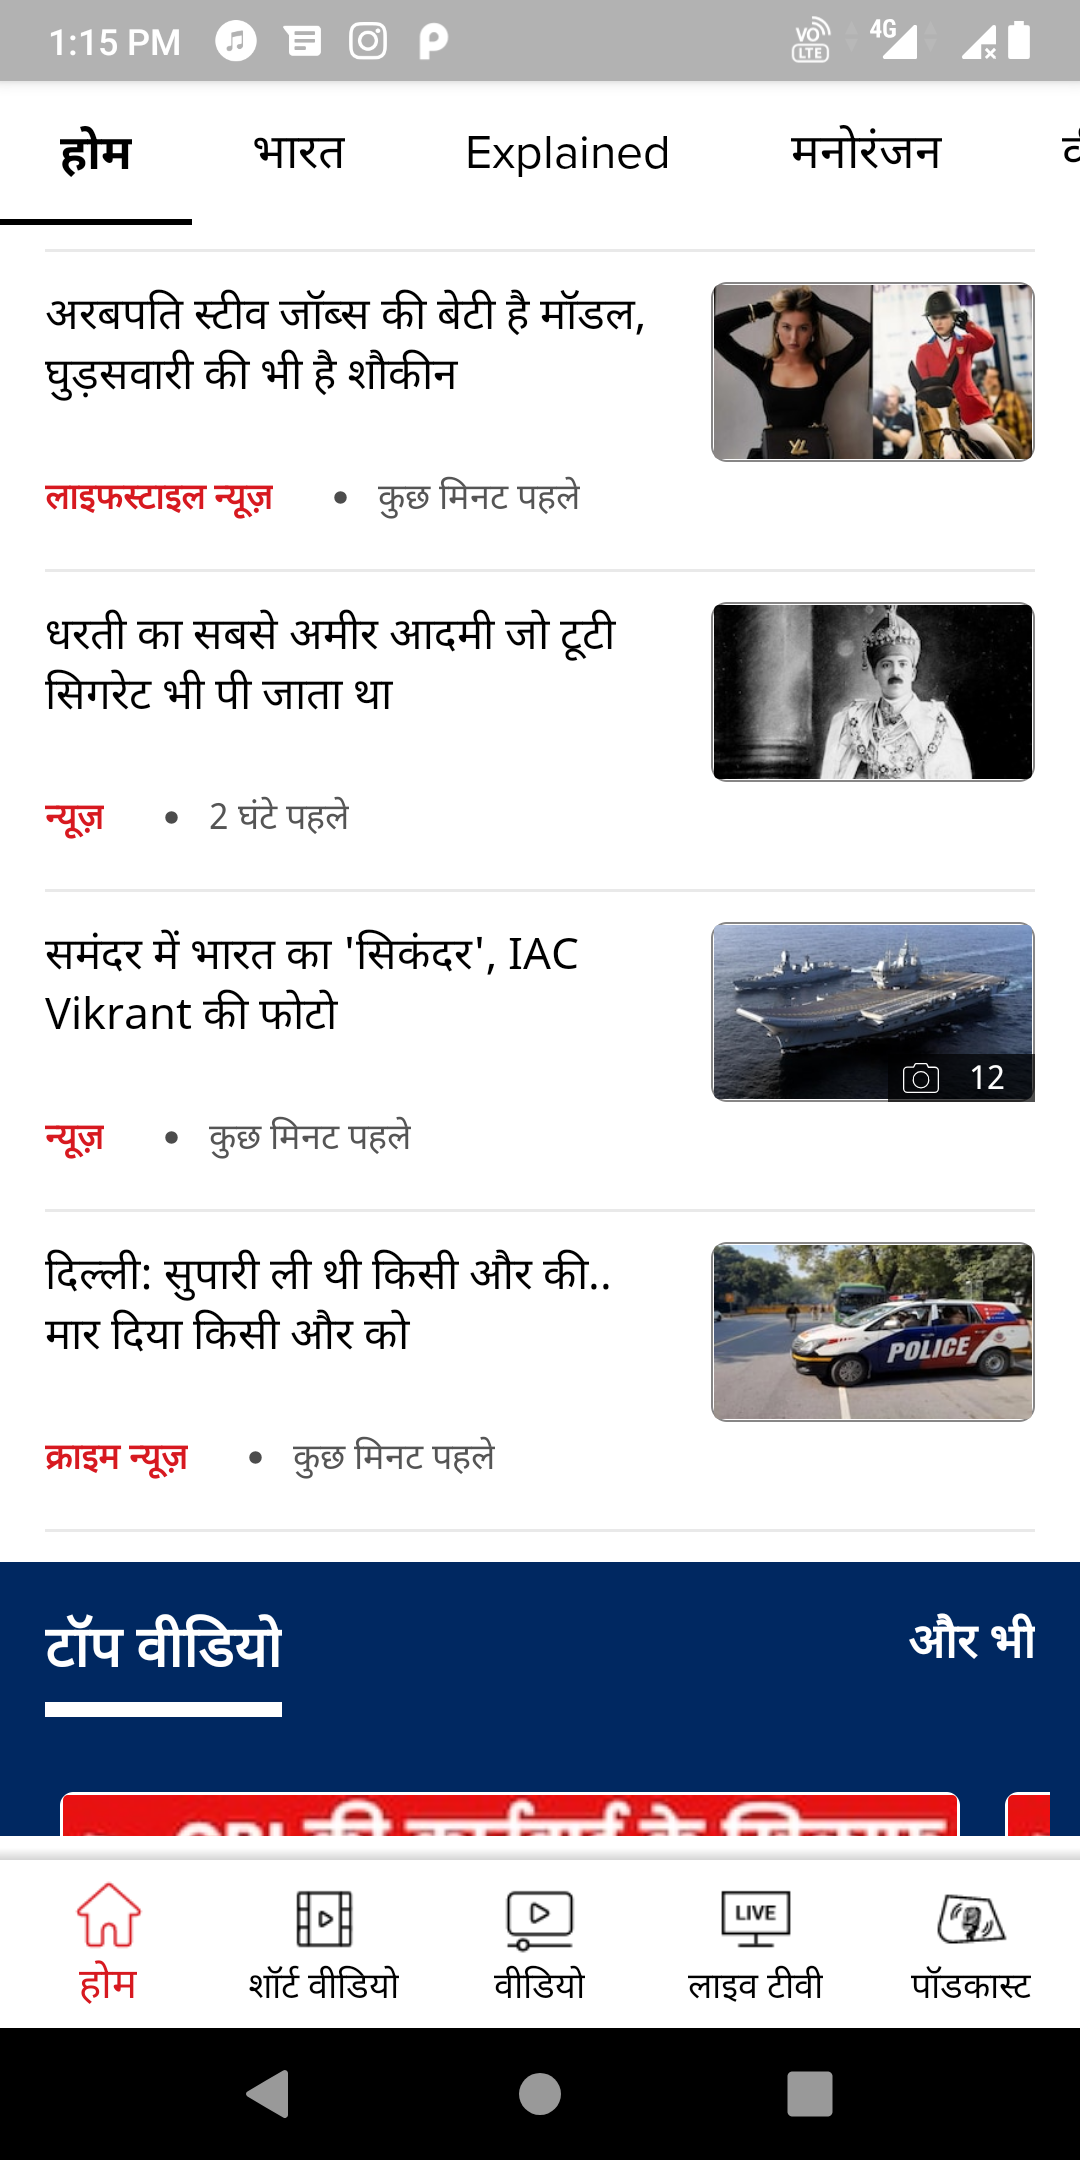 1:15 PM
VO LTE 4G
होम भारत Explained मनोरंजन
अरबपति स्टीव जॉब्स की बेटी है मॉडल,
घुड़सवारी की भी है शौकीन
लाइफस्टाइल न्यूज़ • कुछ मिनट पहले
धरती का सबसे अमीर आदमी जो टूटी
सिगरेट भी पी जाता था
न्यूज़ • 2 घंटे पहले
समंदर में भारत का 'सिकंदर', IAC
Vikrant की फोटो
12
न्यूज़ • कुछ मिनट पहले
दिल्ली: सुपारी ली थी किसी और की..
मार दिया किसी और को
POLICE
क्राइम न्यूज़ • कुछ मिनट पहले
टॉप वीडियो और भी
की कार्रवाई के खिलाफ
LIVE
होम शॉर्ट वीडियो वीडियो लाइव टीवी पॉडकास्ट